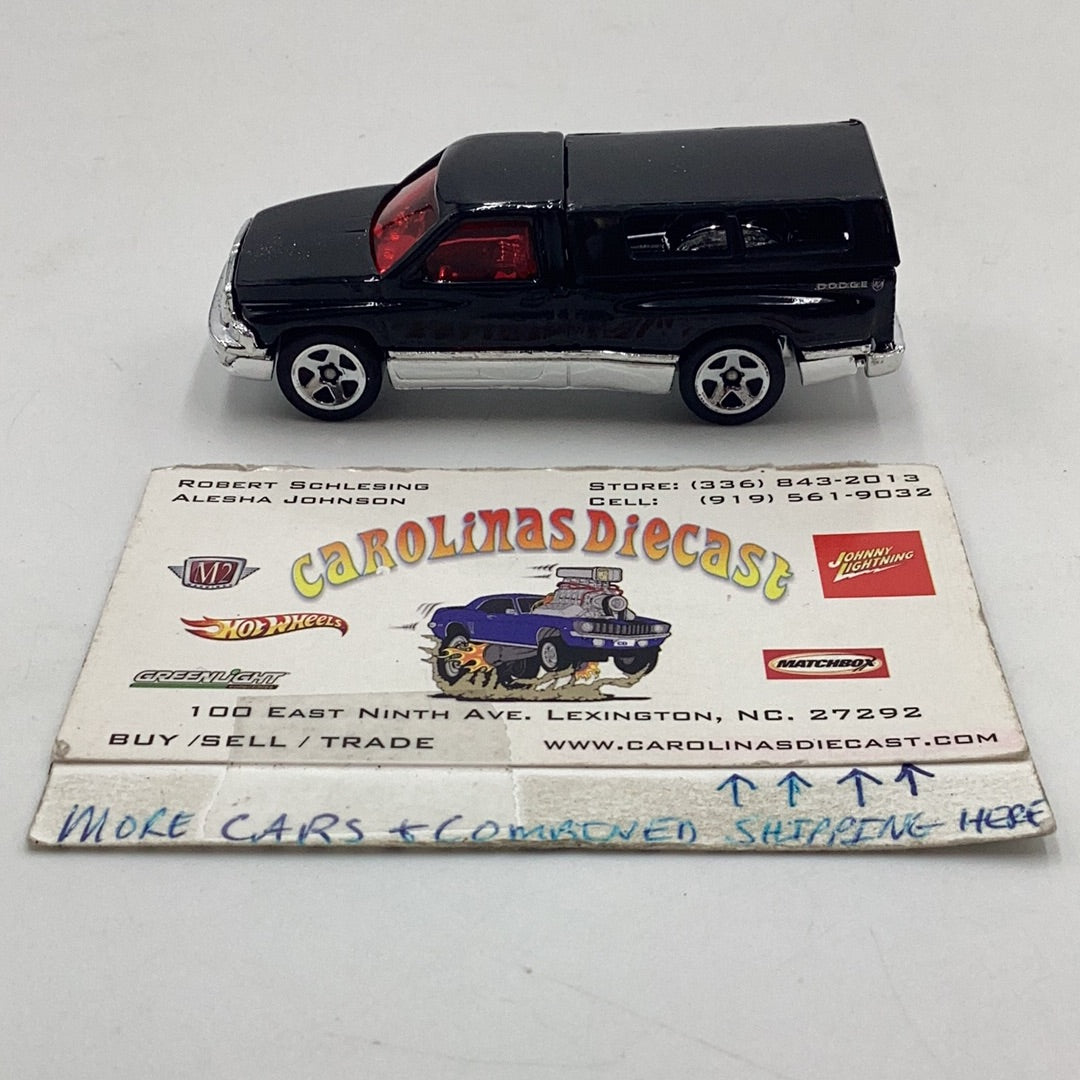 DODGE
ROBERT SCHLESING
ALESHA JOHNSON
STORE: (336) 843-2013
CELL: (919) 561-9032
CAROLINAS DIECAST
M2
JOHNNY LIGHTNING
HOT WHEELS
GREENLIGHT
MATCHBOX
100 EAST NINTH AVE. LEXINGTON, NC. 27292
BUY /SELL / TRADE
WWW.CAROLINASDIECAST.COM
↑ ↑ ↑ ↑
MORE CARS + COMBINED SHIPPING HERE